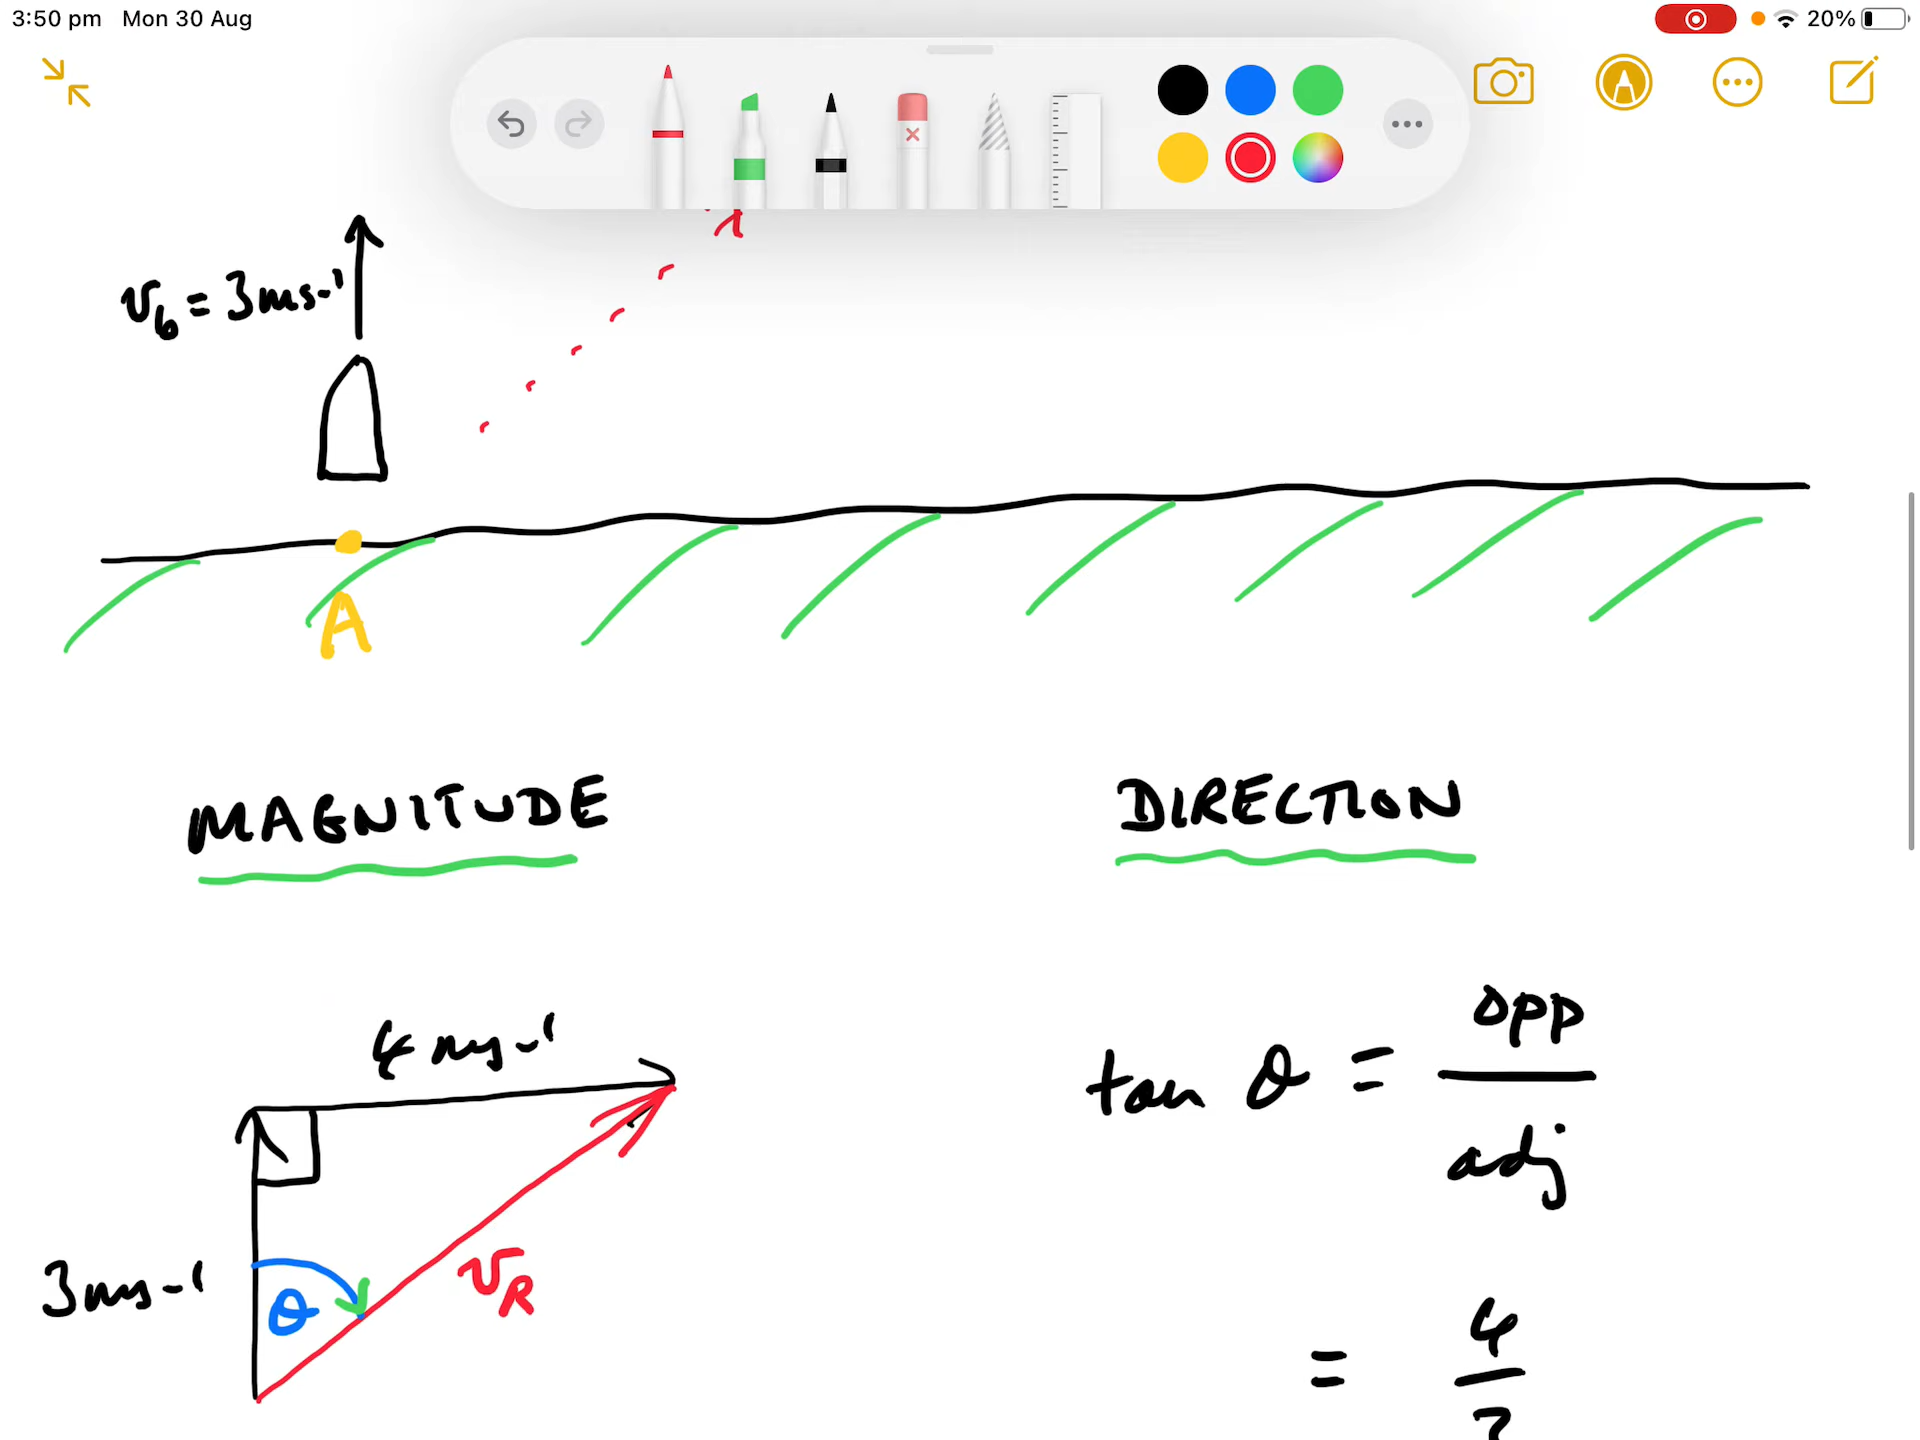 3:50 pm Mon 30 Aug
20%
v_b = 3ms-1
A
MAGNITUDE
DIRECTION
4 ms-1
3ms-1
θ
v_R
tan θ = opp
adj
= 4